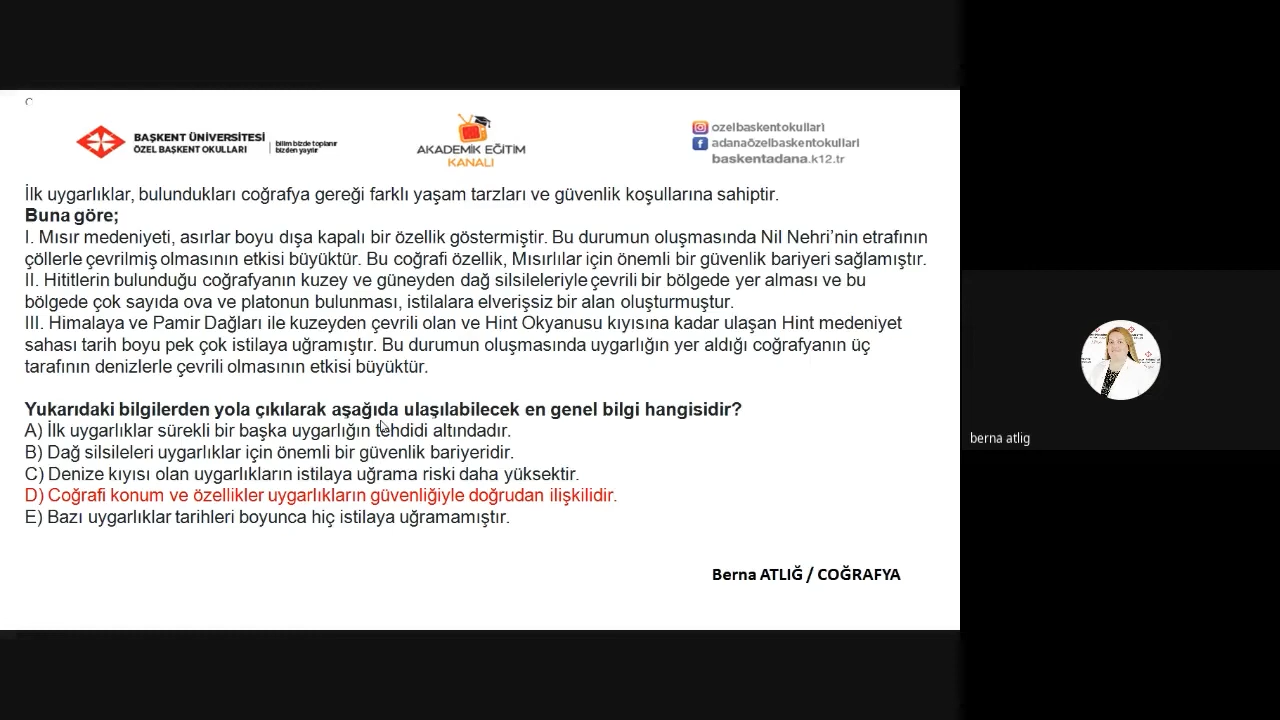 BAŞKENT ÜNİVERSİTESİ
ÖZEL BAŞKENT OKULLARI
bilim bizde toplanır
bizden yayılır
AKADEMİK EĞİTİM
KANALI
ozelbaskentokullari
adanaözelbaskentokullari
baskentadana.k12.tr
İlk uygarlıklar, bulundukları coğrafya gereği farklı yaşam tarzları ve güvenlik koşullarına sahiptir.
Buna göre;
I. Mısır medeniyeti, asırlar boyu dışa kapalı bir özellik göstermiştir. Bu durumun oluşmasında Nil Nehri’nin etrafının
çöllerle çevrilmiş olmasının etkisi büyüktür. Bu coğrafi özellik, Mısırlılar için önemli bir güvenlik bariyeri sağlamıştır.
II. Hititlerin bulunduğu coğrafyanın kuzey ve güneyden dağ silsileleriyle çevrili bir bölgede yer alması ve bu
bölgede çok sayıda ova ve platonun bulunması, istilalara elverişsiz bir alan oluşturmuştur.
III. Himalaya ve Pamir Dağları ile kuzeyden çevrili olan ve Hint Okyanusu kıyısına kadar ulaşan Hint medeniyet
sahası tarih boyu pek çok istilaya uğramıştır. Bu durumun oluşmasında uygarlığın yer aldığı coğrafyanın üç
tarafının denizlerle çevrili olmasının etkisi büyüktür.
Yukarıdaki bilgilerden yola çıkılarak aşağıda ulaşılabilecek en genel bilgi hangisidir?
A) İlk uygarlıklar sürekli bir başka uygarlığın tehdidi altındadır.
B) Dağ silsileleri uygarlıklar için önemli bir güvenlik bariyeridir.
C) Denize kıyısı olan uygarlıkların istilaya uğrama riski daha yüksektir.
D) Coğrafi konum ve özellikler uygarlıkların güvenliğiyle doğrudan ilişkilidir.
E) Bazı uygarlıklar tarihleri boyunca hiç istilaya uğramamıştır.
Berna ATLIĞ / COĞRAFYA
berna atlig